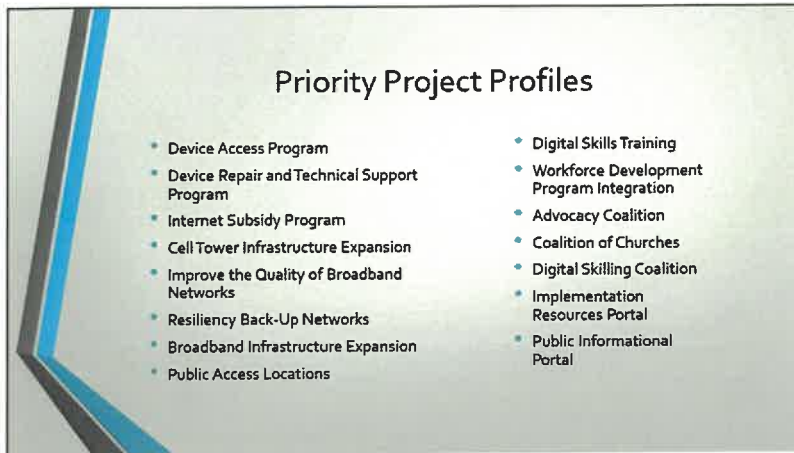 Priority Project Profiles
Device Access Program
Device Repair and Technical Support
Program
Internet Subsidy Program
Cell Tower Infrastructure Expansion
Improve the Quality of Broadband
Networks
Resiliency Back-Up Networks
Broadband Infrastructure Expansion
Public Access Locations
Digital Skills Training
Workforce Development
Program Integration
Advocacy Coalition
Coalition of Churches
Digital Skilling Coalition
Implementation
Resources Portal
Public Informational
Portal